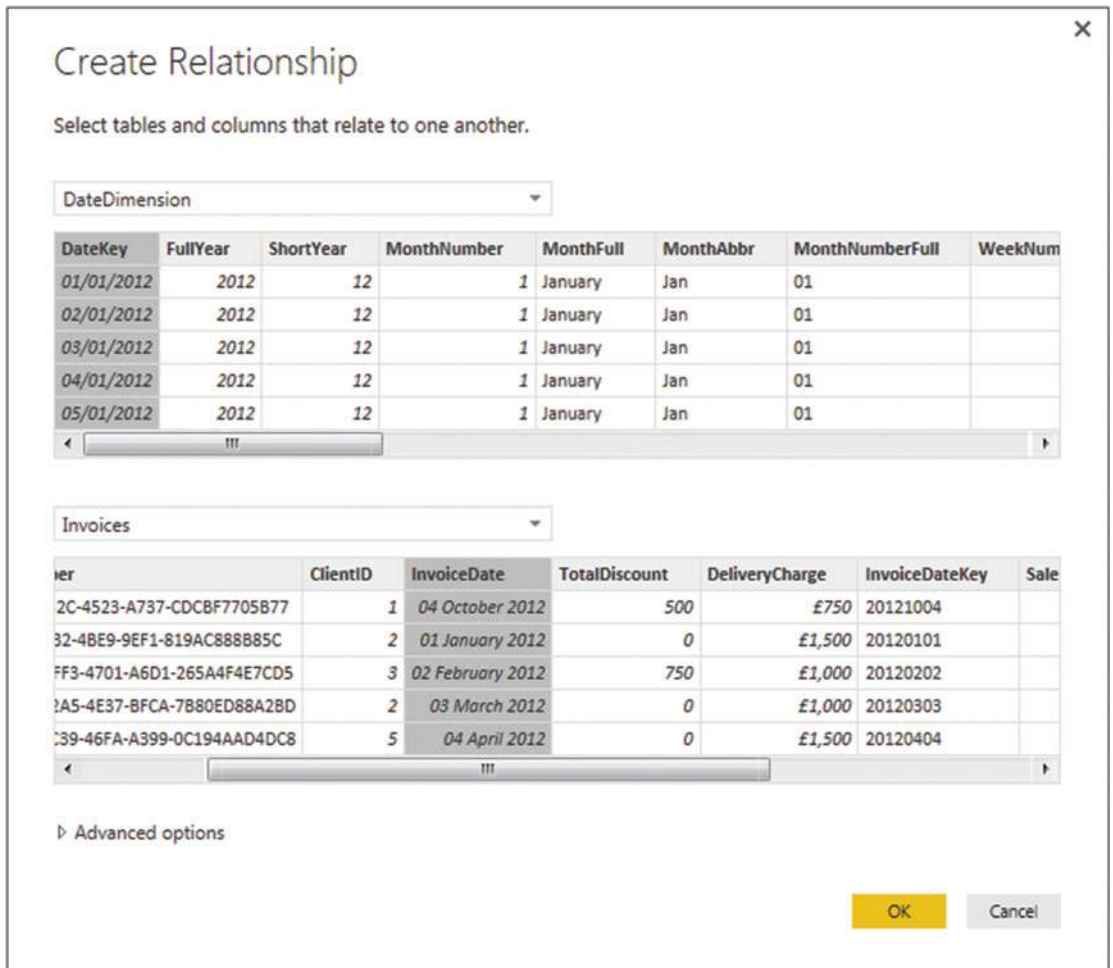 Create Relationship
Select tables and columns that relate to one another.
DateDimension
DateKey FullYear ShortYear MonthNumber MonthFull MonthAbbr MonthNumberFull WeekNum
01/01/2012 2012 12 1 January Jan 01
02/01/2012 2012 12 1 January Jan 01
03/01/2012 2012 12 1 January Jan 01
04/01/2012 2012 12 1 January Jan 01
05/01/2012 2012 12 1 January Jan 01
Invoices
ber ClientID InvoiceDate TotalDiscount DeliveryCharge InvoiceDateKey Sale
2C-4523-A737-CDCBF7705B77 1 04 October 2012 500 £750 20121004
32-4BE9-9EF1-819AC888B85C 2 01 January 2012 0 £1,500 20120101
FF3-4701-A6D1-265A4F4E7CD5 3 02 February 2012 750 £1,000 20120202
2A5-4E37-BFCA-7B80ED88A2BD 2 03 March 2012 0 £1,000 20120303
C39-46FA-A399-0C194AAD4DC8 5 04 April 2012 0 £1,500 20120404
Advanced options
OK Cancel